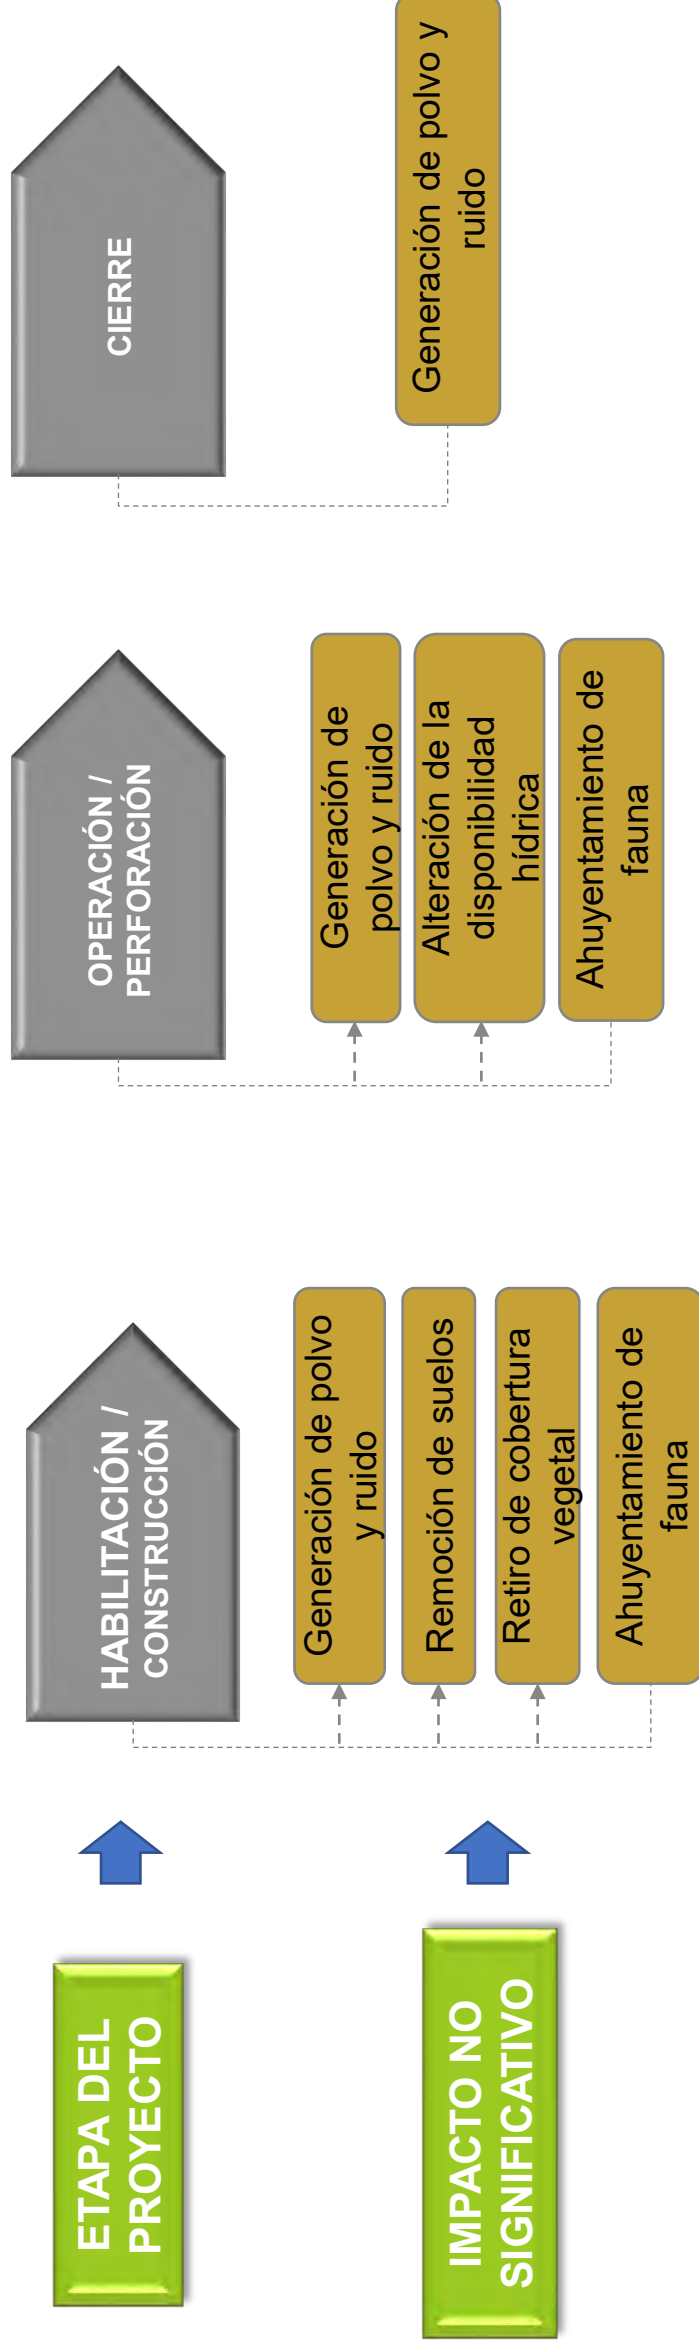 ETAPA DEL
PROYECTO
HABILITACIÓN /
CONSTRUCCIÓN
OPERACIÓN /
PERFORACIÓN
CIERRE
IMPACTO NO
SIGNIFICATIVO
Generación de polvo
y ruido
Remoción de suelos
Retiro de cobertura
vegetal
Ahuyentamiento de
fauna
Generación de
polvo y ruido
Alteración de la
disponibilidad
hídrica
Ahuyentamiento de
fauna
Generación de polvo y
ruido